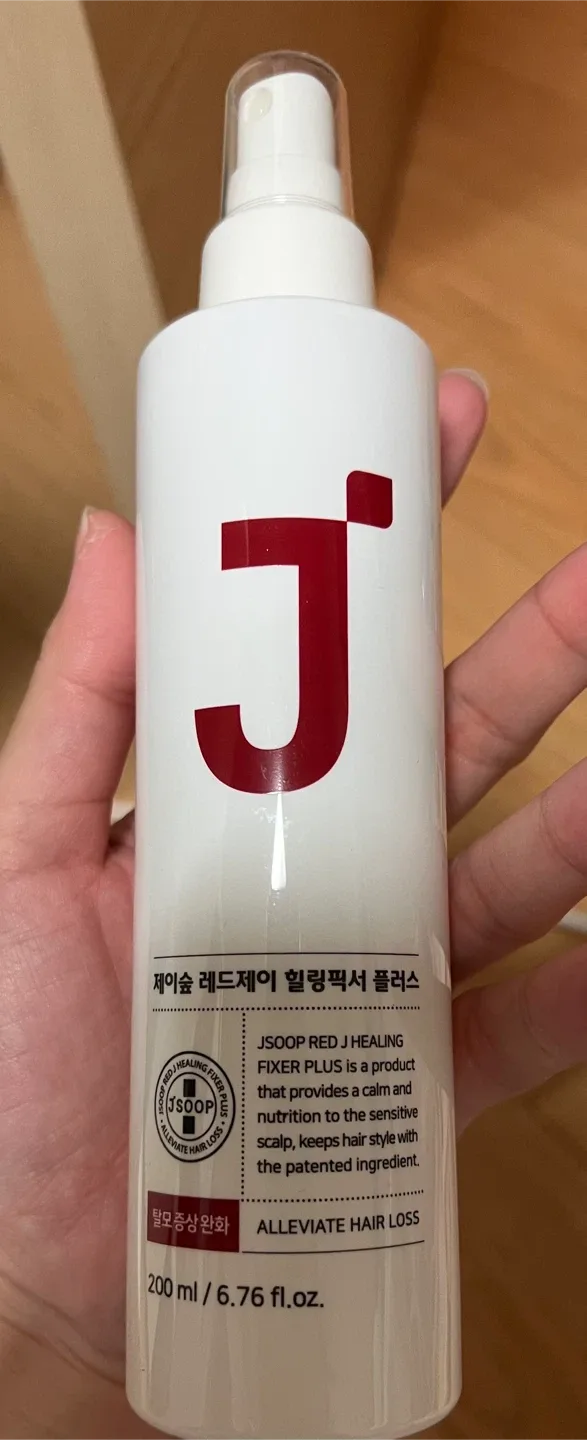 J
제이숲 레드제이 힐링픽서 플러스
JSOOP RED J HEALING FIXER PLUS
JSOOP
ALLEVIATE HAIR LOSS
JSOOP RED J HEALING
FIXER PLUS is a product
that provides a calm and
nutrition to the sensitive
scalp, keeps hair style with
the patented ingredient.
탈모증상완화
ALLEVIATE HAIR LOSS
200 ml / 6.76 fl.oz.